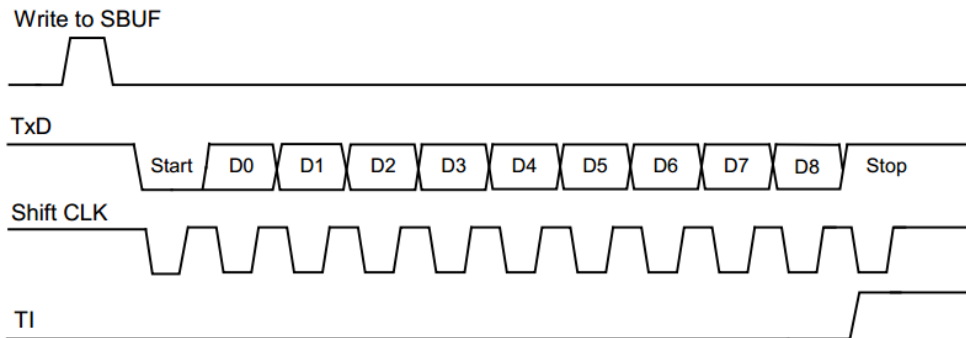 Write to SBUF
TxD
Start D0 D1 D2 D3 D4 D5 D6 D7 D8 Stop
Shift CLK
TI